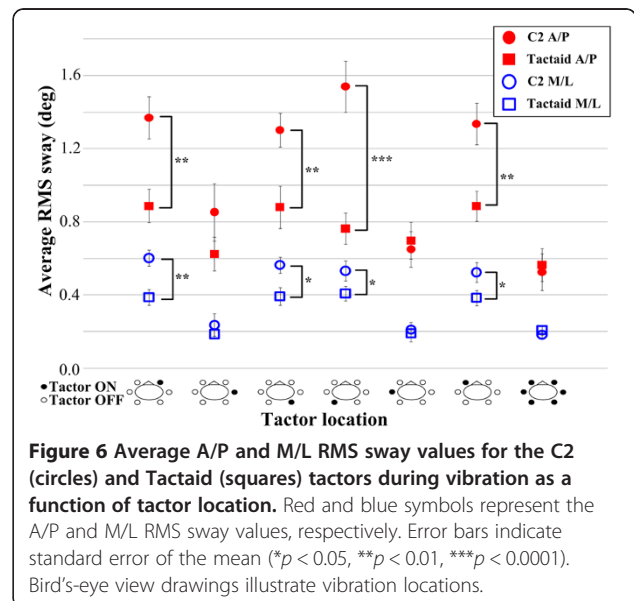 C2 A/P
Tactaid A/P
C2 M/L
Tactaid M/L
Average RMS sway (deg)
1.6
1.2
0.8
0.4
0.0
**
**
***
**
**
*
*
*
Tactor ON
Tactor OFF
Tactor location
Figure 6 Average A/P and M/L RMS sway values for the C2
(circles) and Tactaid (squares) tactors during vibration as a
function of tactor location. Red and blue symbols represent the
A/P and M/L RMS sway values, respectively. Error bars indicate
standard error of the mean (*p < 0.05, **p < 0.01, ***p < 0.0001).
Bird's-eye view drawings illustrate vibration locations.